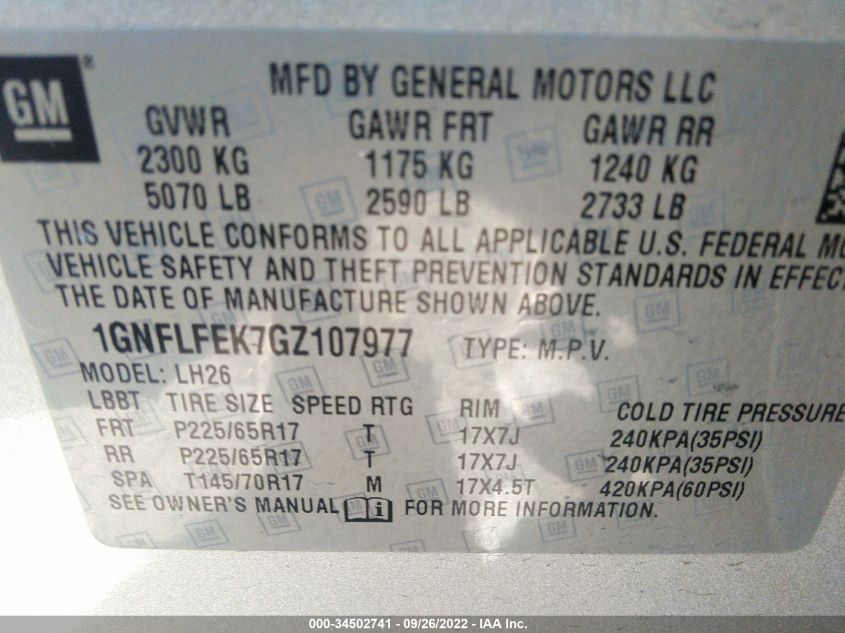 GM ®
MFD BY GENERAL MOTORS LLC
GVWR GAWR FRT GAWR RR
2300 KG 1175 KG 1240 KG
5070 LB 2590 LB 2733 LB
THIS VEHICLE CONFORMS TO ALL APPLICABLE U.S. FEDERAL MO
VEHICLE SAFETY AND THEFT PREVENTION STANDARDS IN EFFEC
THE DATE OF MANUFACTURE SHOWN ABOVE.
1GNFLFEK7GZ107977 TYPE: M.P.V.
MODEL: LH26
LBBT TIRE SIZE SPEED RTG RIM COLD TIRE PRESSURE
FRT P225/65R17 T 17X7J 240KPA(35PSI)
RR P225/65R17 T 17X7J 240KPA(35PSI)
SPA T145/70R17 M 17X4.5T 420KPA(60PSI)
SEE OWNER'S MANUAL i FOR MORE INFORMATION.
000-34502741 - 09/26/2022 - IAA Inc.